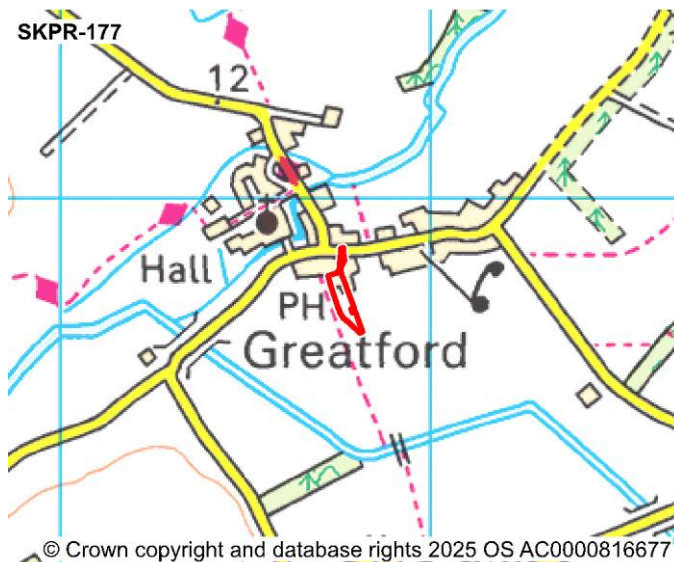 SKPR-177
12
Hall
PH
Greatford
© Crown copyright and database rights 2025 OS AC0000816677